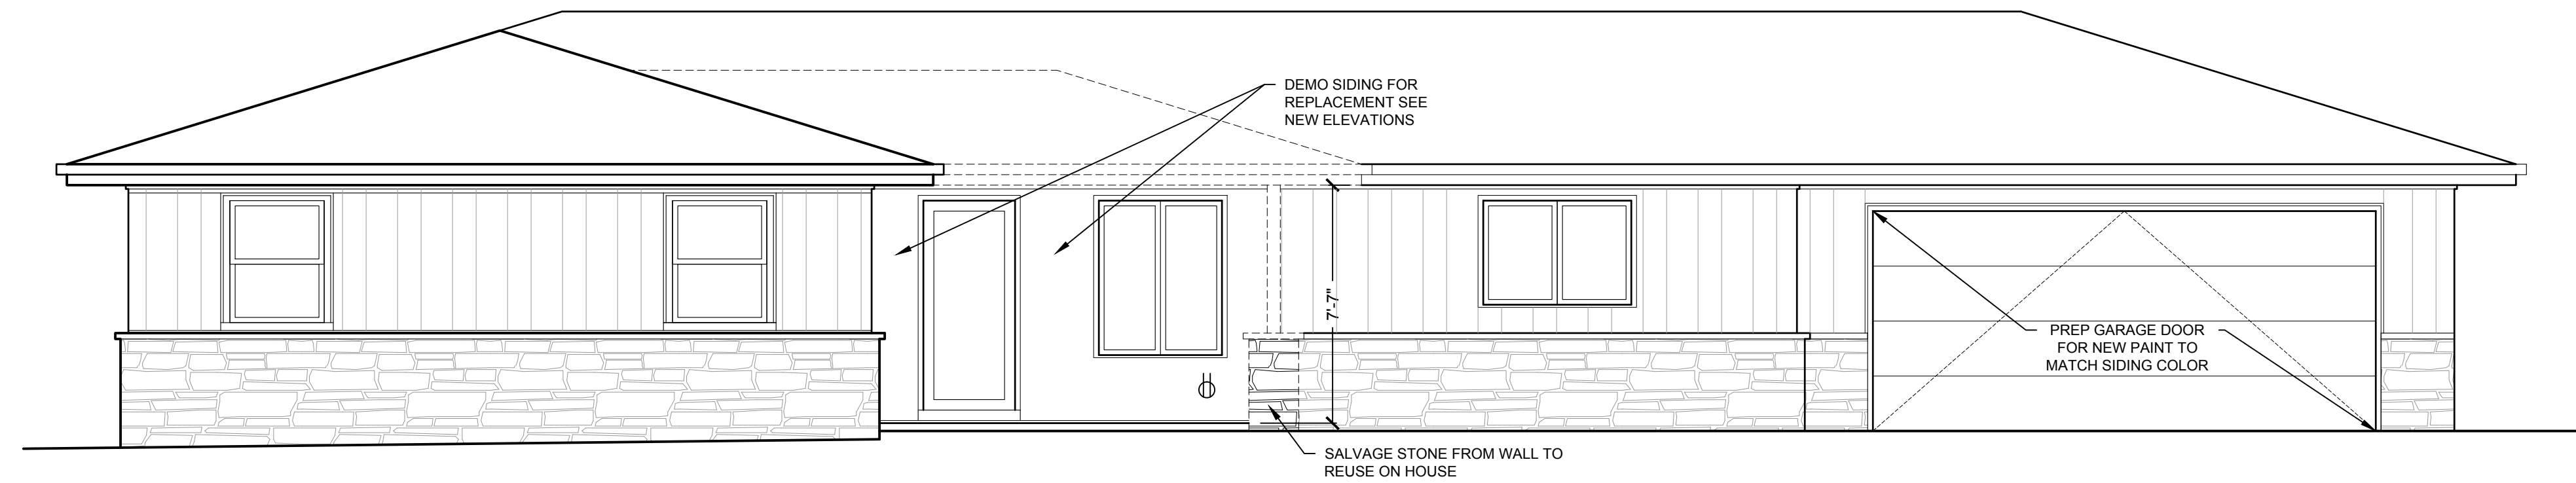 DEMO SIDING FOR
REPLACEMENT SEE
NEW ELEVATIONS
7'-7"
PREP GARAGE DOOR
FOR NEW PAINT TO
MATCH SIDING COLOR
SALVAGE STONE FROM WALL TO
REUSE ON HOUSE